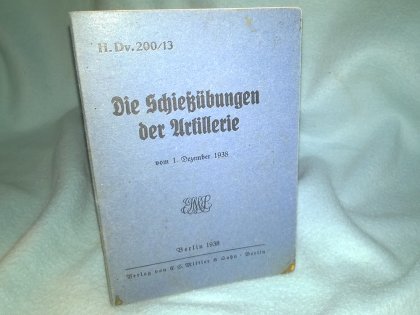 H. Dv. 200/13
Die Schießübungen
der Artillerie
vom 1. Dezember 1938
Berlin 1938
Verlag von E. S. Mittler & Sohn · Berlin